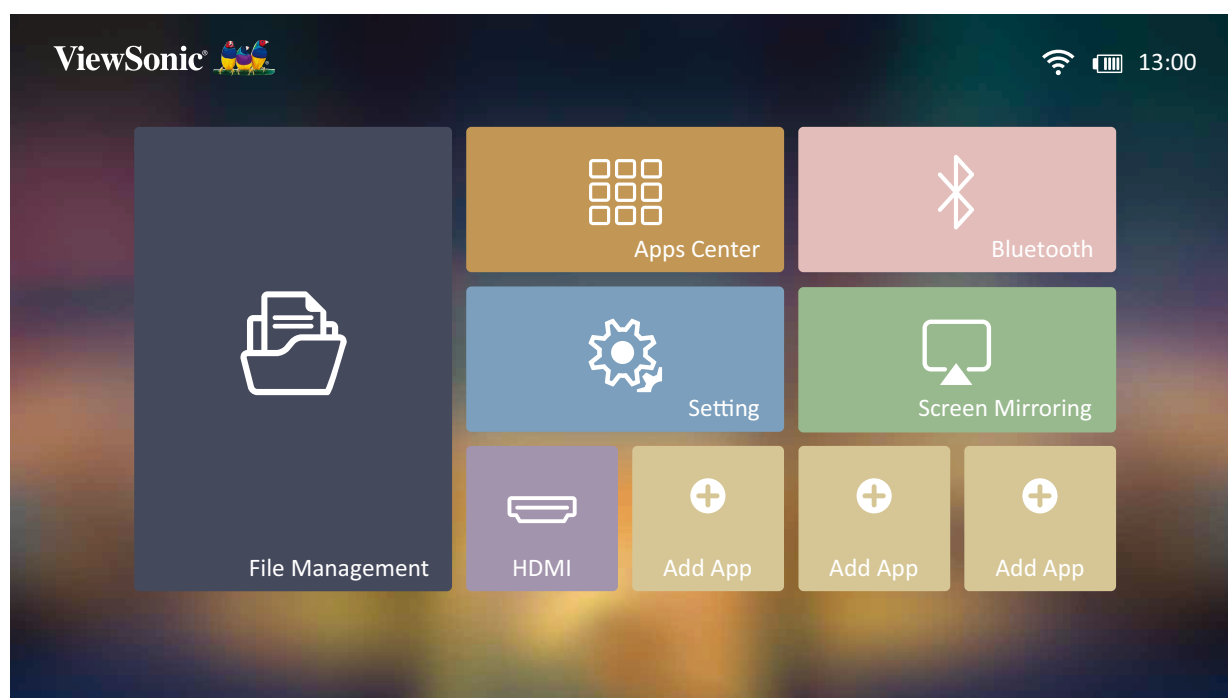 ViewSonic®
13:00
Apps Center
Bluetooth
Setting
Screen Mirroring
File Management
HDMI
Add App
Add App
Add App